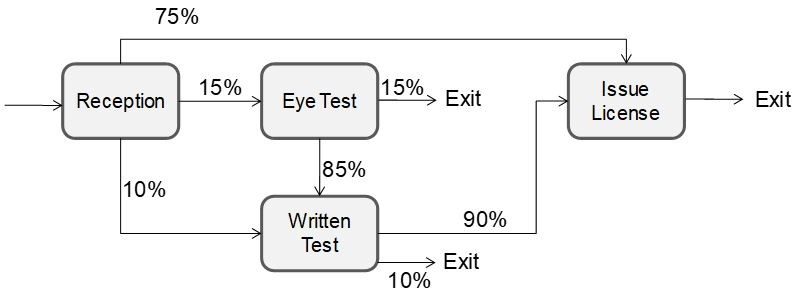 75%
Reception
15%
Eye Test
15%
Exit
Issue
License
Exit
10%
85%
Written
Test
90%
Exit
10%